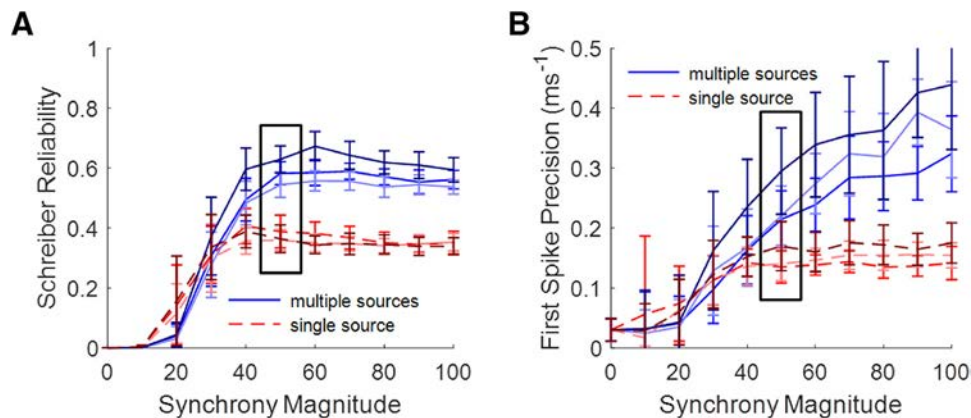 A
Schreiber Reliability
1
0.8
0.6
0.4
0.2
0
0 20 40 60 80 100
Synchrony Magnitude
multiple sources
single source
B
First Spike Precision (ms⁻¹)
0.5
0.4
0.3
0.2
0.1
0
0 20 40 60 80 100
Synchrony Magnitude
multiple sources
single source